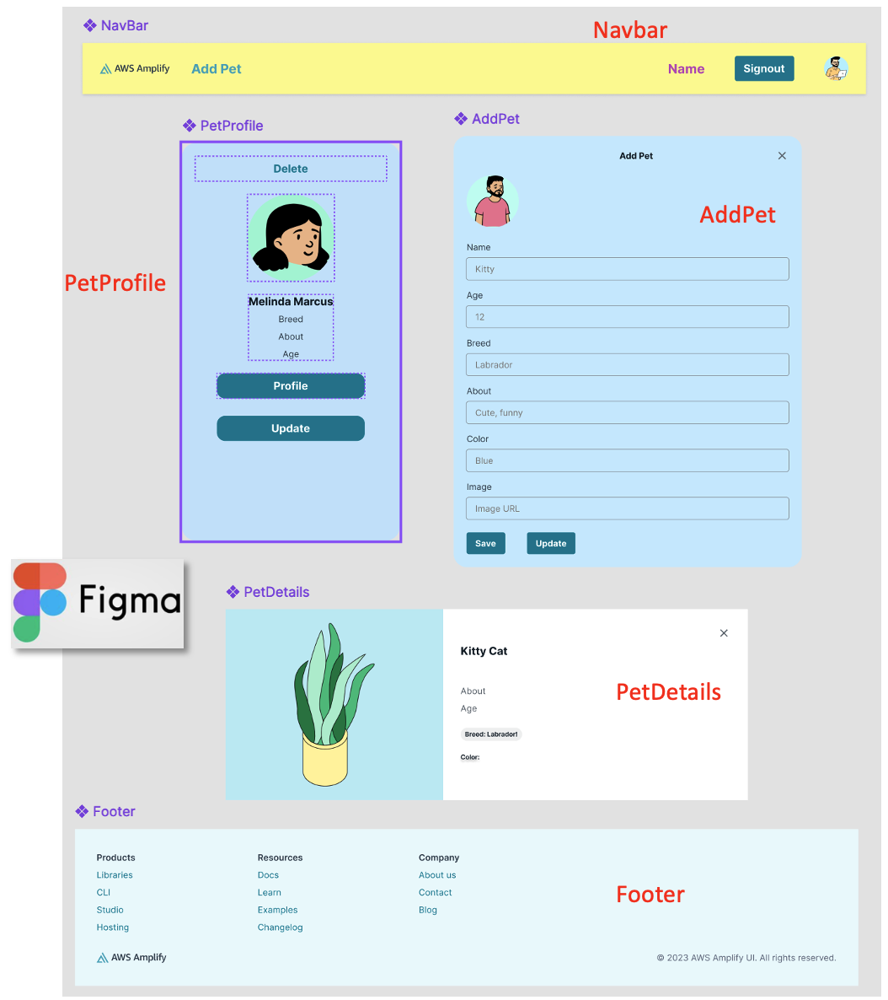 NavBar
Navbar
AWS Amplify Add Pet Name Signout
PetProfile
AddPet
Delete
Melinda Marcus
Breed
About
Age
Profile
Update
PetProfile
Add Pet
AddPet
Name
Kitty
Age
12
Breed
Labrador
About
Cute, funny
Color
Blue
Image
Image URL
Save Update
Figma
PetDetails
Kitty Cat
About
Age
Breed: Labrador!
Color:
PetDetails
Footer
Products Resources Company
Libraries Docs About us
CLI Learn Contact
Studio Examples Blog
Hosting Changelog
Footer
AWS Amplify © 2023 AWS Amplify UI. All rights reserved.